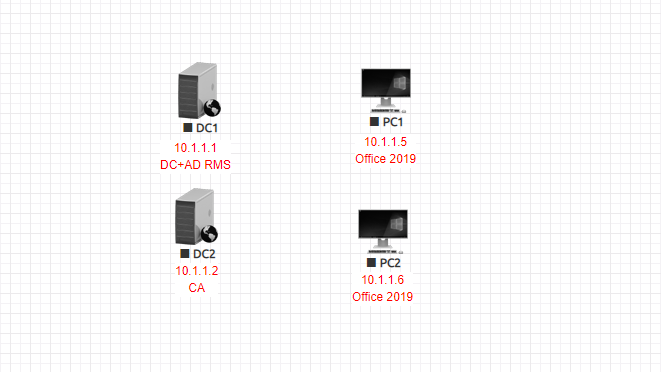 DC1
10.1.1.1
DC+AD RMS
PC1
10.1.1.5
Office 2019
DC2
10.1.1.2
CA
PC2
10.1.1.6
Office 2019